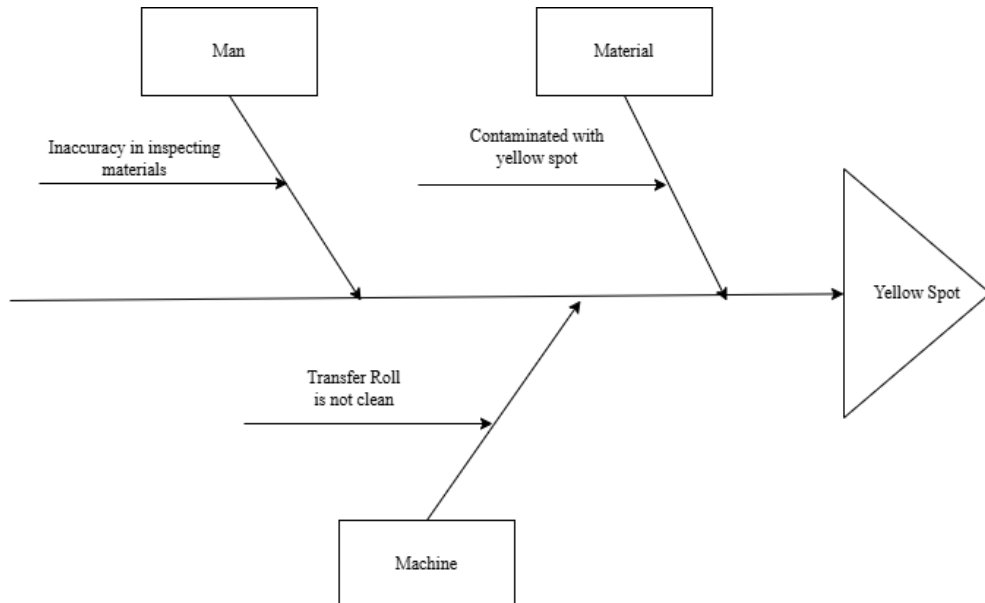 Man
Material
Inaccuracy in inspecting
materials
Contaminated with
yellow spot
Yellow Spot
Transfer Roll
is not clean
Machine